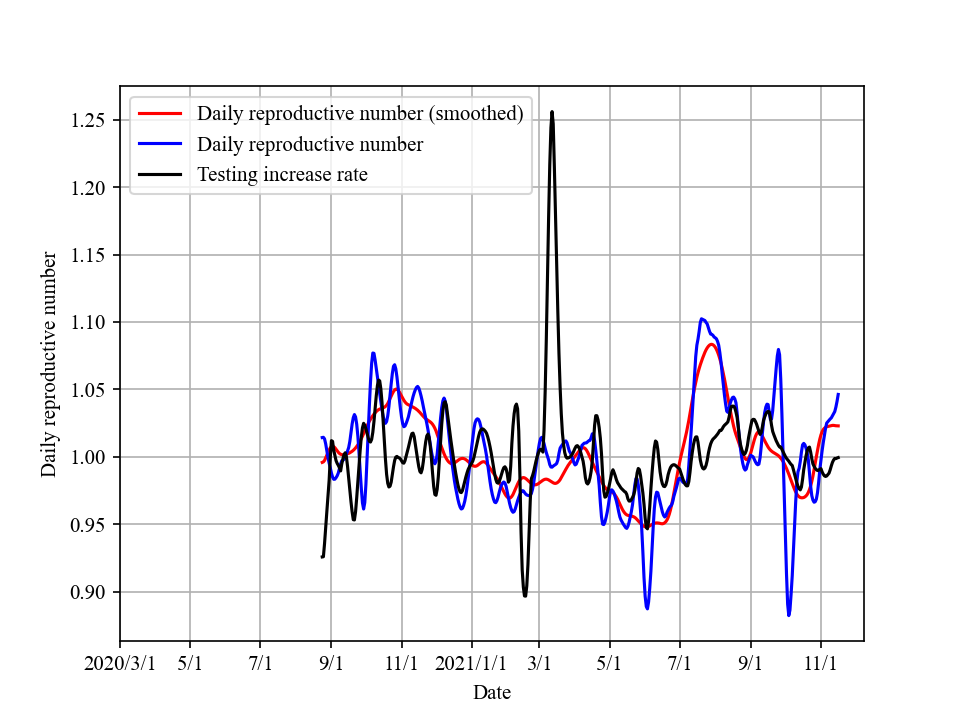 Daily reproductive number (smoothed)
Daily reproductive number
Testing increase rate
Daily reproductive number
1.25
1.20
1.15
1.10
1.05
1.00
0.95
0.90
2020/3/1 5/1 7/1 9/1 11/1 2021/1/1 3/1 5/1 7/1 9/1 11/1
Date